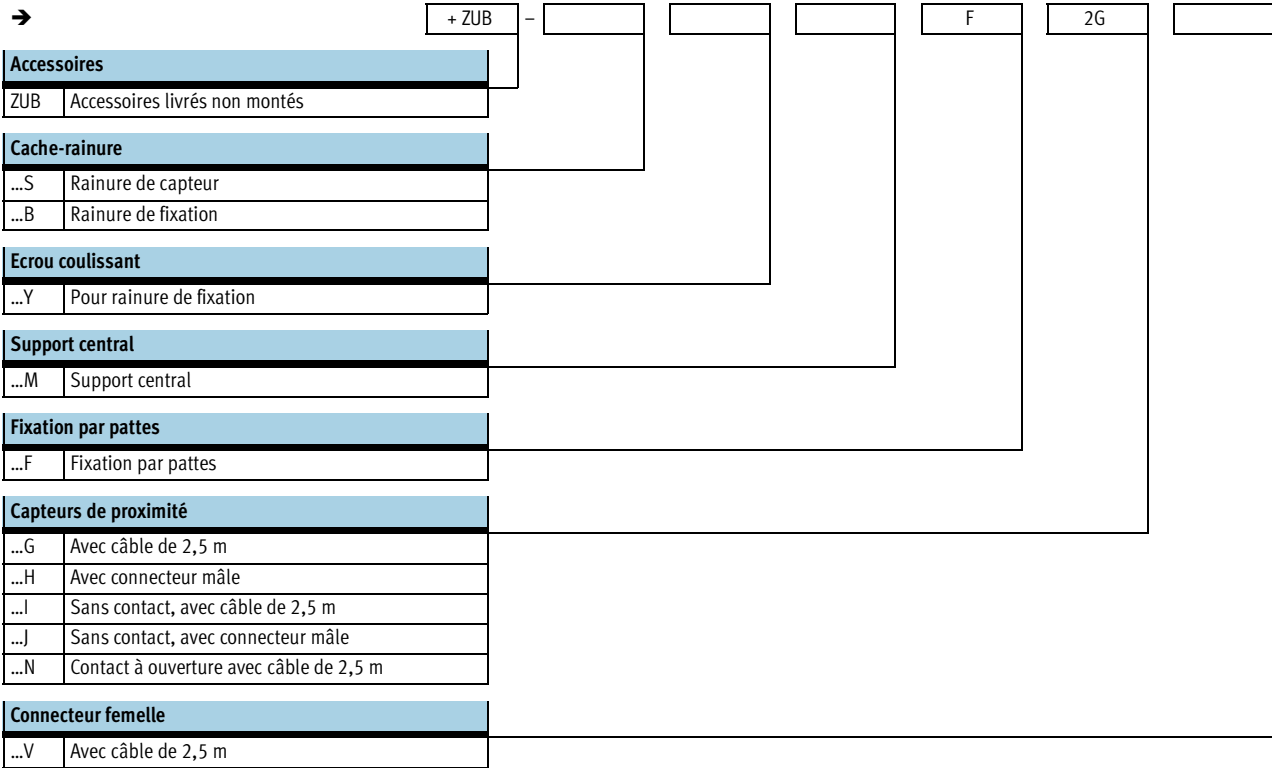 ➔ + ZUB – F 2G
Accessoires
ZUB Accessoires livrés non montés
Cache-rainure
...S Rainure de capteur
...B Rainure de fixation
Ecrou coulissant
...Y Pour rainure de fixation
Support central
...M Support central
Fixation par pattes
...F Fixation par pattes
Capteurs de proximité
...G Avec câble de 2,5 m
...H Avec connecteur mâle
...I Sans contact, avec câble de 2,5 m
...J Sans contact, avec connecteur mâle
...N Contact à ouverture avec câble de 2,5 m
Connecteur femelle
...V Avec câble de 2,5 m